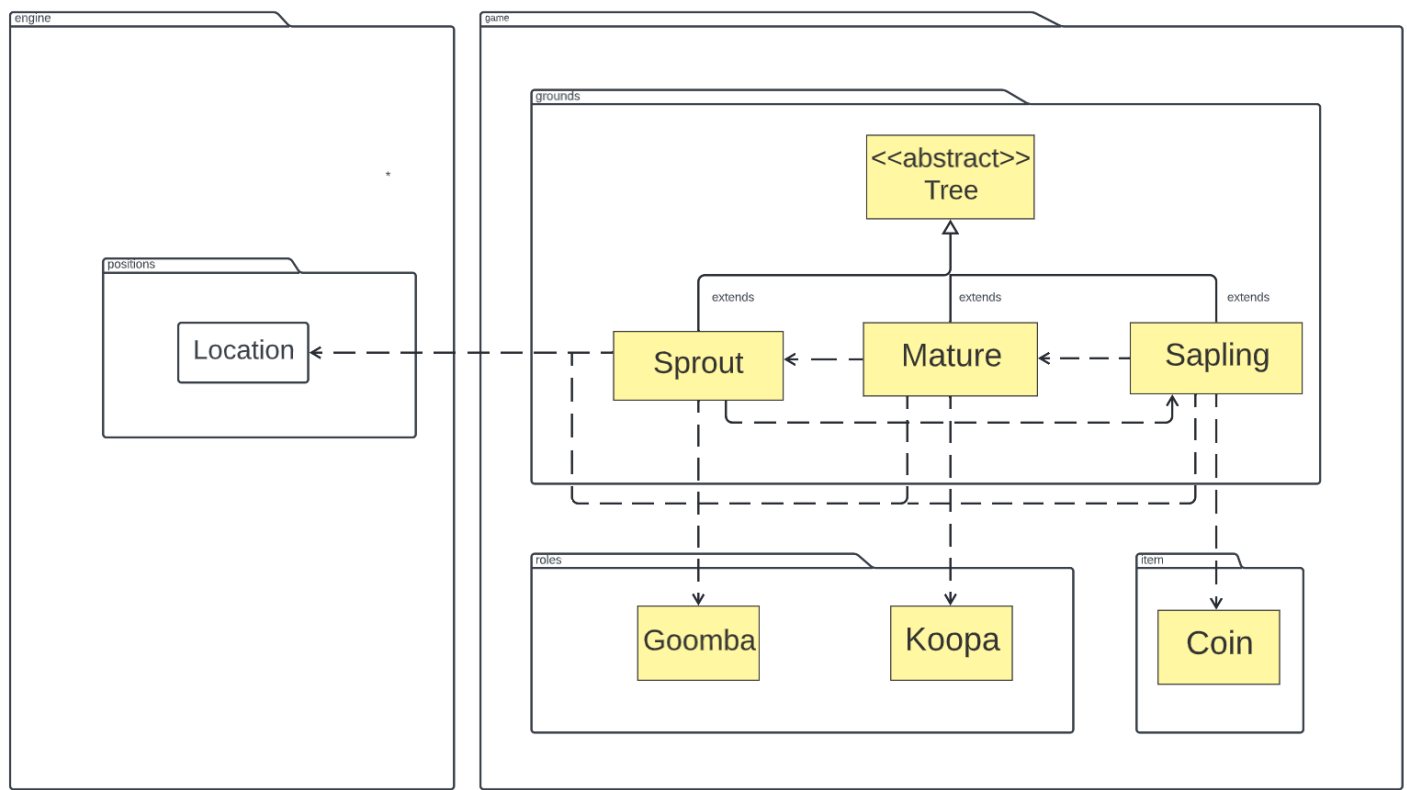 engine
game
grounds
<<abstract>>
Tree
*
positions
extends
extends
extends
Location
Sprout
Mature
Sapling
roles
item
Goomba
Koopa
Coin